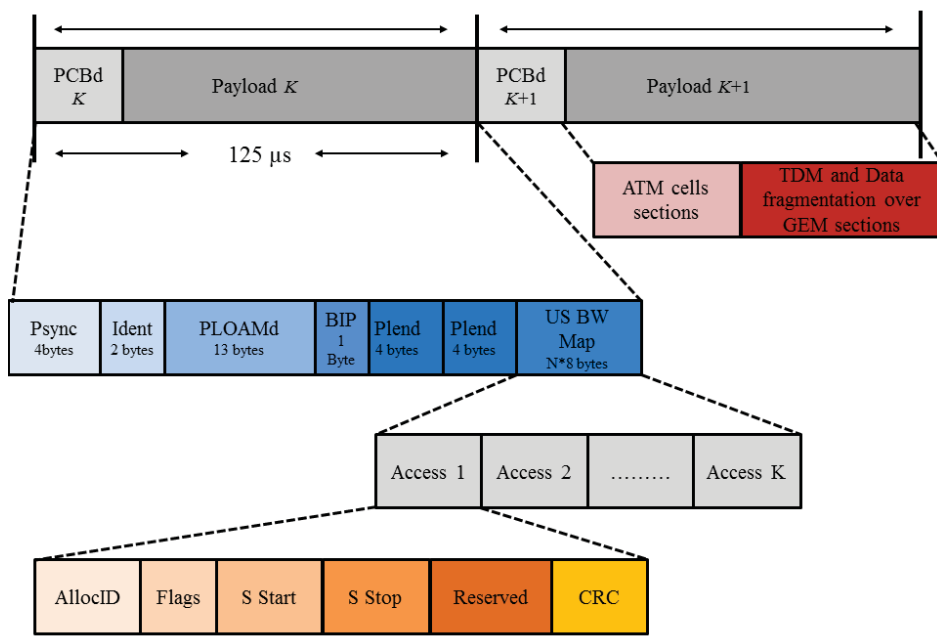 PCBd
K
Payload K
PCBd
K+1
Payload K+1
125 µs
ATM cells
sections
TDM and Data
fragmentation over
GEM sections
Psync
4bytes
Ident
2 bytes
PLOAMd
13 bytes
BIP
1
Byte
Plend
4 bytes
Plend
4 bytes
US BW
Map
N*8 bytes
Access 1
Access 2
………
Access K
AllocID
Flags
S Start
S Stop
Reserved
CRC